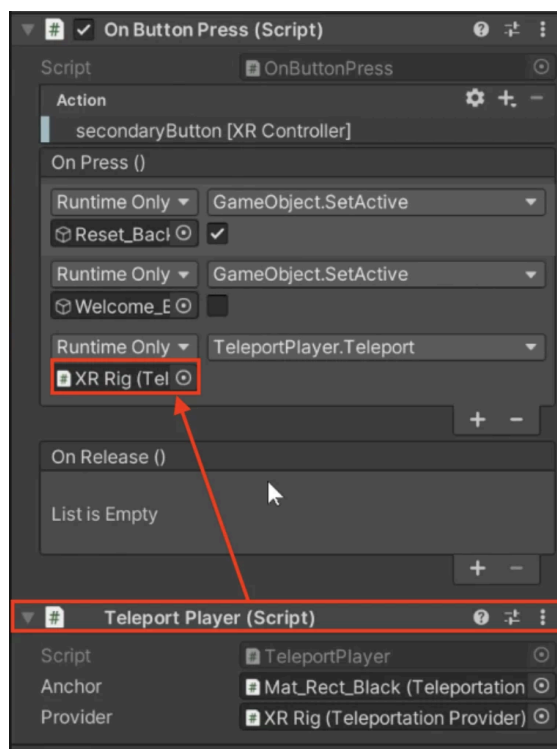 On Button Press (Script)
Script OnButtonPress
Action
secondaryButton [XR Controller]
On Press ()
Runtime Only GameObject.SetActive
Reset_Back
Runtime Only GameObject.SetActive
Welcome_E
Runtime Only TeleportPlayer.Teleport
XR Rig (Tel
On Release ()
List is Empty
Teleport Player (Script)
Script TeleportPlayer
Anchor Mat_Rect_Black (Teleportation
Provider XR Rig (Teleportation Provider)